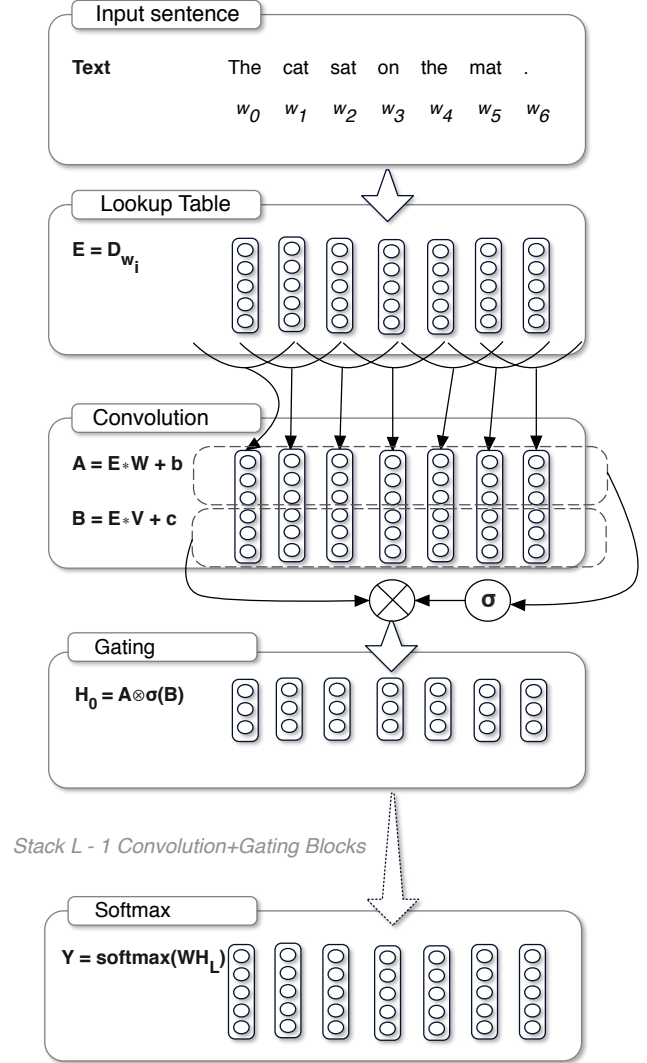 Input sentence
Text The cat sat on the mat .
w0 w1 w2 w3 w4 w5 w6
Lookup Table
E = Dwi
Convolution
A = E∗W + b
B = E∗V + c
σ
Gating
H0 = A⊗σ(B)
Stack L - 1 Convolution+Gating Blocks
Softmax
Y = softmax(WHL)